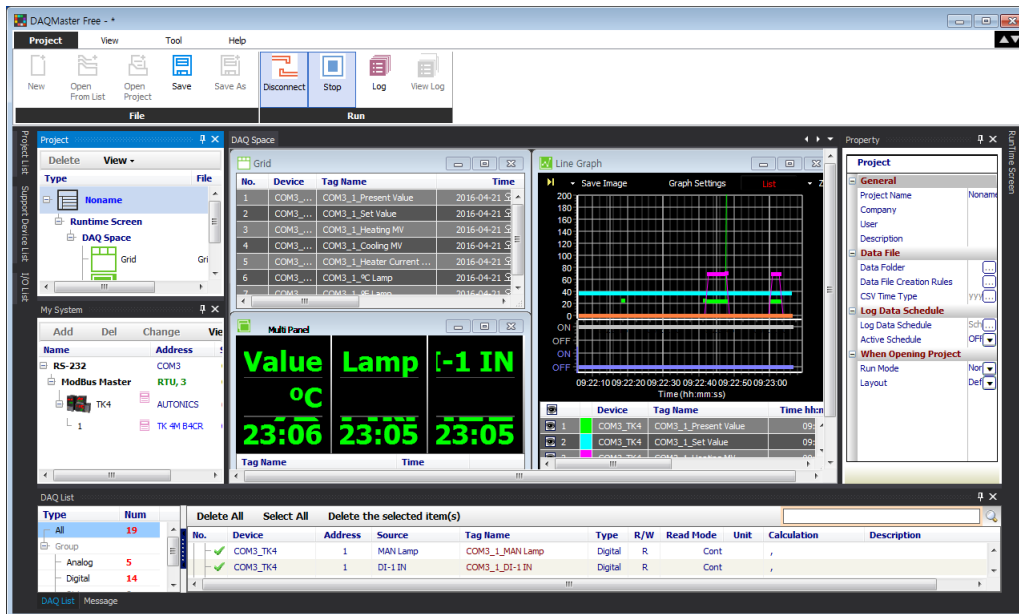 DAQMaster Free - *
Project View Tool Help
New Open From List Open Project Save Save As Disconnect Stop Log View Log
File Run
Project List
Support Device List
I/O List
Project
Delete View
Type File
Noname
Runtime Screen
DAQ Space
Grid Gri
My System
Add Del Change Vie
Name Address
RS-232 COM3
ModBus Master RTU, 3
TK4 AUTONICS
1 TK 4M B4CR
DAQ Space
Grid
No. Device Tag Name Time
1 COM3_... COM3_1_Present Value 2016-04-21
2 COM3_... COM3_1_Set Value 2016-04-21
3 COM3_... COM3_1_Heating MV 2016-04-21
4 COM3_... COM3_1_Cooling MV 2016-04-21
5 COM3_... COM3_1_Heater Current ... 2016-04-21
6 COM3_... COM3_1_ºC Lamp 2016-04-21
Multi Panel
Value Lamp I-1 IN
ºC
23:06 23:05 23:05
Tag Name Time
Line Graph
Save Image Graph Settings List Z
200
180
160
140
120
100
80
60
40
20
0
ON
OFF
ON
OFF
09:22:10 09:22:20 09:22:30 09:22:40 09:22:50 09:23:00
Time (hh:mm:ss)
Device Tag Name Time hh:m
1 COM3_TK4 COM3_1_Present Value 09:
2 COM3_TK4 COM3_1_Set Value 09:
Property
Project
General
Project Name Noname
Company
User
Description
Data File
Data Folder ...
Data File Creation Rules ...
CSV Time Type yyy ...
Log Data Schedule
Log Data Schedule Sch ...
Active Schedule OFF
When Opening Project
Run Mode Nor
Layout Def
RunTime Screen
DAQ List
Type Num
All 19
Group
Analog 5
Digital 14
Delete All Select All Delete the selected item(s)
No. Device Address Source Tag Name Type R/W Read Mode Unit Calculation Description
COM3_TK4 1 MAN Lamp COM3_1_MAN Lamp Digital R Cont ,
COM3_TK4 1 DI-1 IN COM3_1_DI-1 IN Digital R Cont ,
DAQ List Message